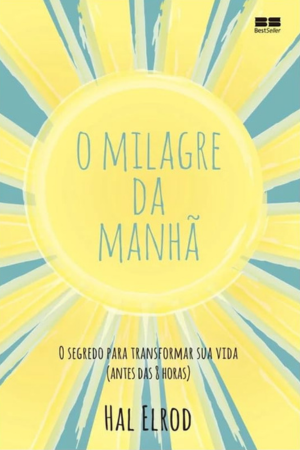 BestSeller
O MILAGRE
DA
MANHÃ
O SEGREDO PARA TRANSFORMAR SUA VIDA
(ANTES DAS 8 HORAS)
HAL ELROD